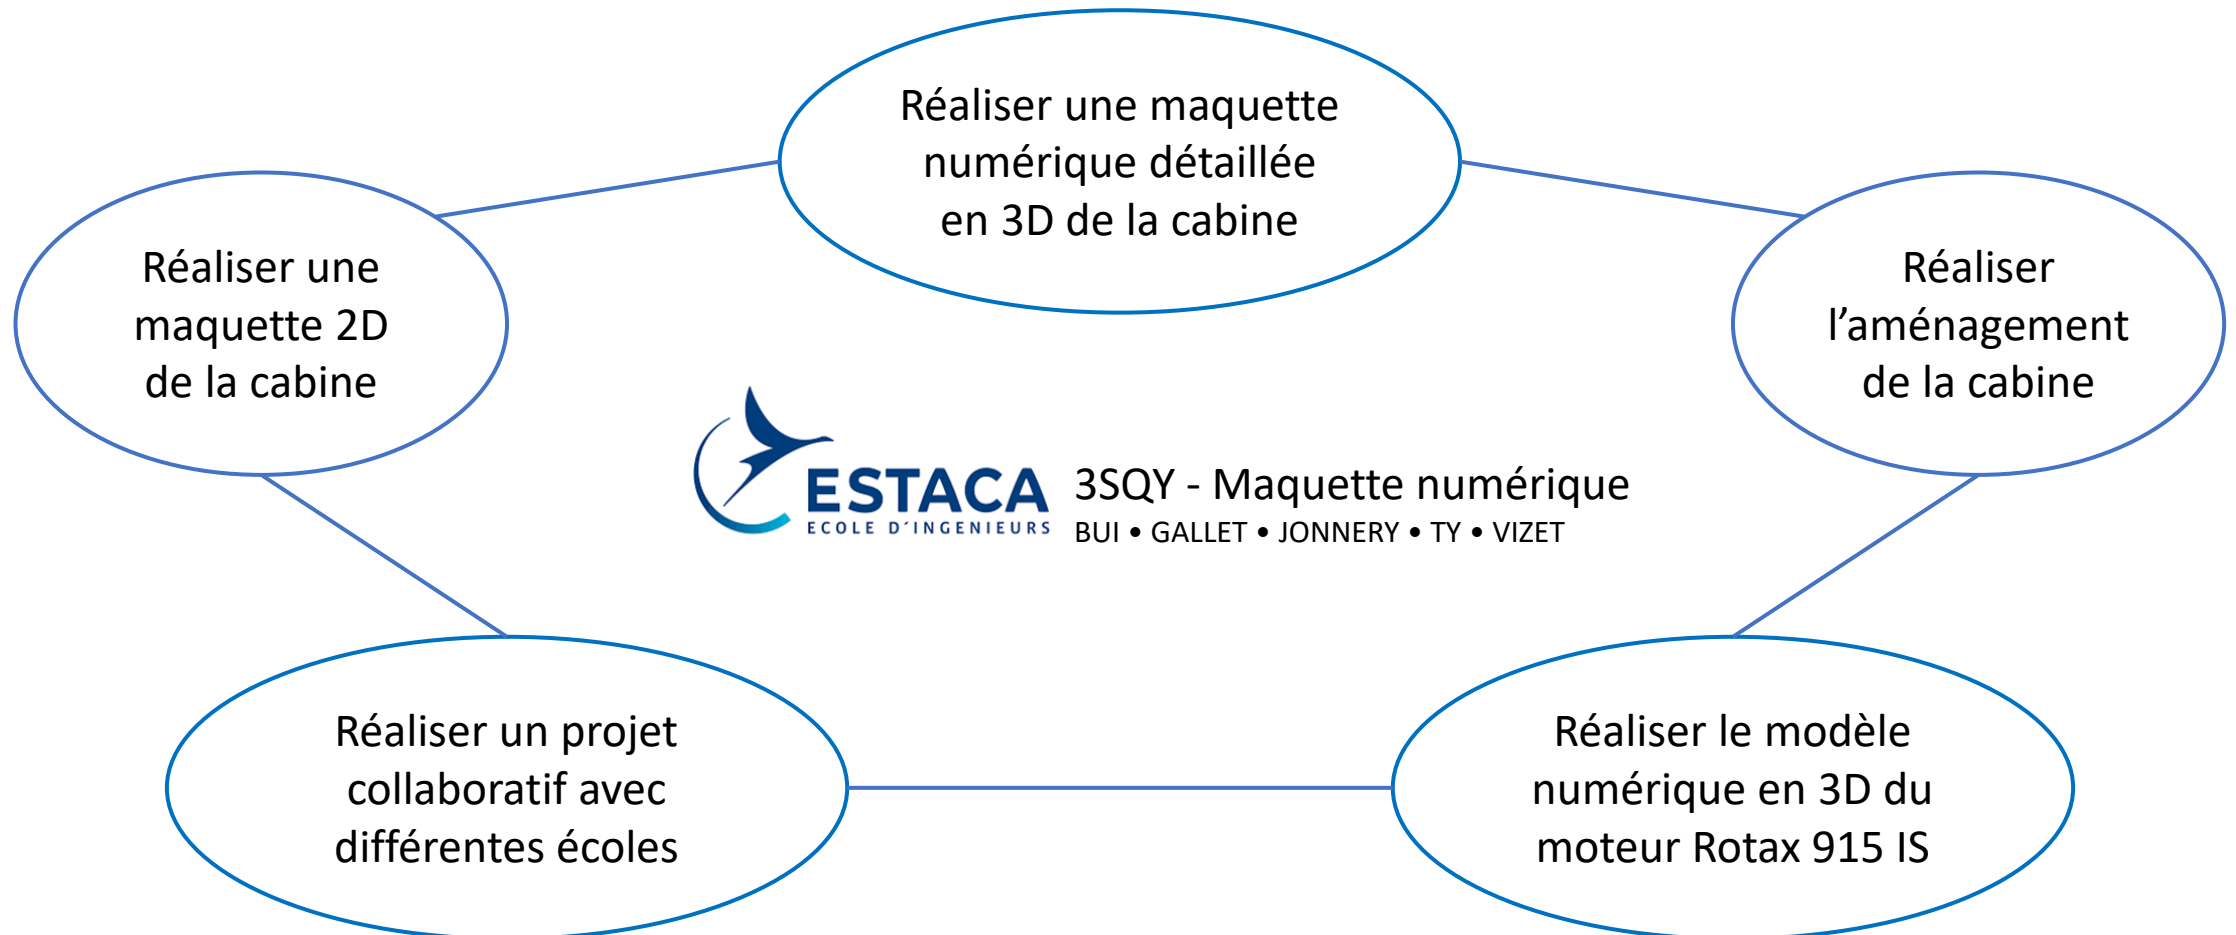 Réaliser une maquette
numérique détaillée
en 3D de la cabine
Réaliser une
maquette 2D
de la cabine
Réaliser
l’aménagement
de la cabine
ESTACA
ECOLE D'INGENIEURS
3SQY - Maquette numérique
BUI • GALLET • JONNERY • TY • VIZET
Réaliser un projet
collaboratif avec
différentes écoles
Réaliser le modèle
numérique en 3D du
moteur Rotax 915 IS